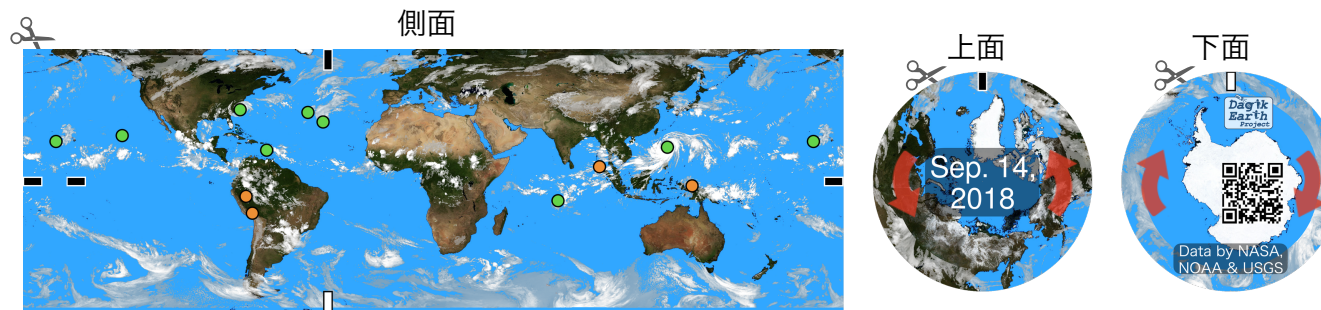 側面
上面
下面
Sep. 14,
2018
Dagik
Earth
Project
Data by NASA,
NOAA & USGS